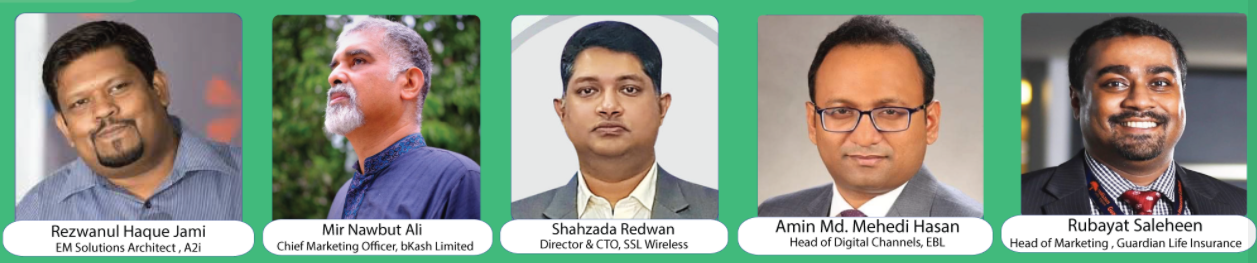 Rezwanul Haque Jami
EM Solutions Architect , A2i
Mir Nawbut Ali
Chief Marketing Officer, bKash Limited
Shahzada Redwan
Director & CTO, SSL Wireless
Amin Md. Mehedi Hasan
Head of Digital Channels, EBL
Rubayat Saleheen
Head of Marketing , Guardian Life Insurance